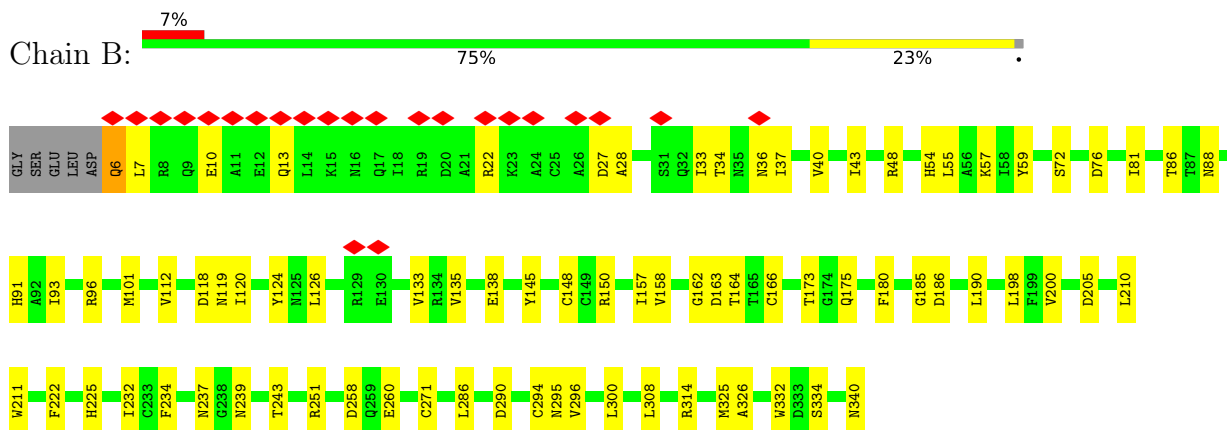 7%
Chain B:
75% 23% •
GLY SER GLU LEU ASP Q6 L7 R8 Q9 E10 A11 E12 Q13 L14 K15 N16 Q17 I18 R19 D20 A21 R22 K23 A24 C25 A26 D27 A28 S31 Q32 I33 T34 N35 N36 I37 V40 I43 R48 H54 L55 A56 K57 I58 Y59 S72 D76 I81 T86 T87 N88
H91 A92 I93 R96 M101 V112 D118 N119 I120 Y124 N125 L126 R129 E130 V133 R134 V135 E138 Y145 C148 C149 R150 I157 V158 G162 D163 T164 T165 C166 T173 G174 Q175 F180 G185 D186 L190 L198 F199 V200 D205 L210
W211 F222 H225 I232 C233 F234 N237 G238 N239 T243 R251 D258 Q259 E260 C271 L286 D290 C294 N295 V296 L300 L308 R314 M325 A326 W332 D333 S334 N340